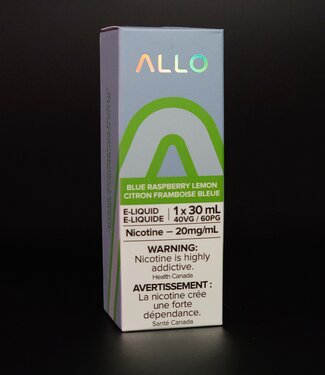 ALLO
BLUE RASPBERRY LEMON
CITRON FRAMBOISE BLEUE
E-LIQUID
E-LIQUIDE
1 x 30 mL
40VG / 60PG
Nicotine – 20mg/mL
WARNING:
Nicotine is highly
addictive.
Health Canada
AVERTISSEMENT :
La nicotine crée
une forte
dépendance.
Santé Canada